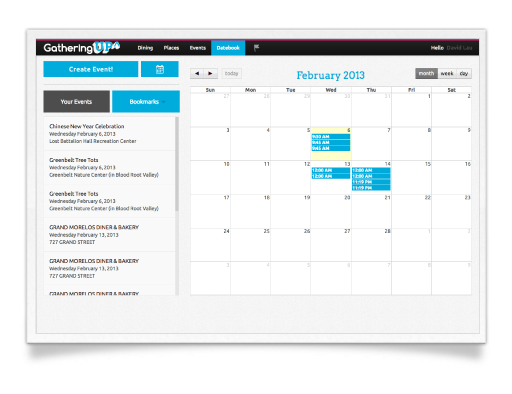 GatheringUP
Dining Places Events Datebook
Hello David Lau
Create Event!
Your Events Bookmarks
Chinese New Year Celebration
Wednesday February 6, 2013
Lost Battalion Hall Recreation Center
Greenbelt Tree Tots
Wednesday February 6, 2013
Greenbelt Nature Center (in Blood Root Valley)
Greenbelt Tree Tots
Wednesday February 6, 2013
Greenbelt Nature Center (in Blood Root Valley)
GRAND MORELOS DINER & BAKERY
Wednesday February 13, 2013
727 GRAND STREET
GRAND MORELOS DINER & BAKERY
Wednesday February 13, 2013
727 GRAND STREET
GRAND MORELOS DINER & BAKERY
today
February 2013
month week day
Sun Mon Tue Wed Thu Fri Sat
27 28 29 30 31 1 2
3 4 5 6 7 8 9
9:30 AM
9:45 AM
9:45 AM
10 11 12 13 14 15 16
12:00 AM 12:00 AM
12:00 AM 12:00 AM
11:19 PM
11:19 PM
17 18 19 20 21 22 23
24 25 26 27 28 1 2
3 4 5 6 7 8 9